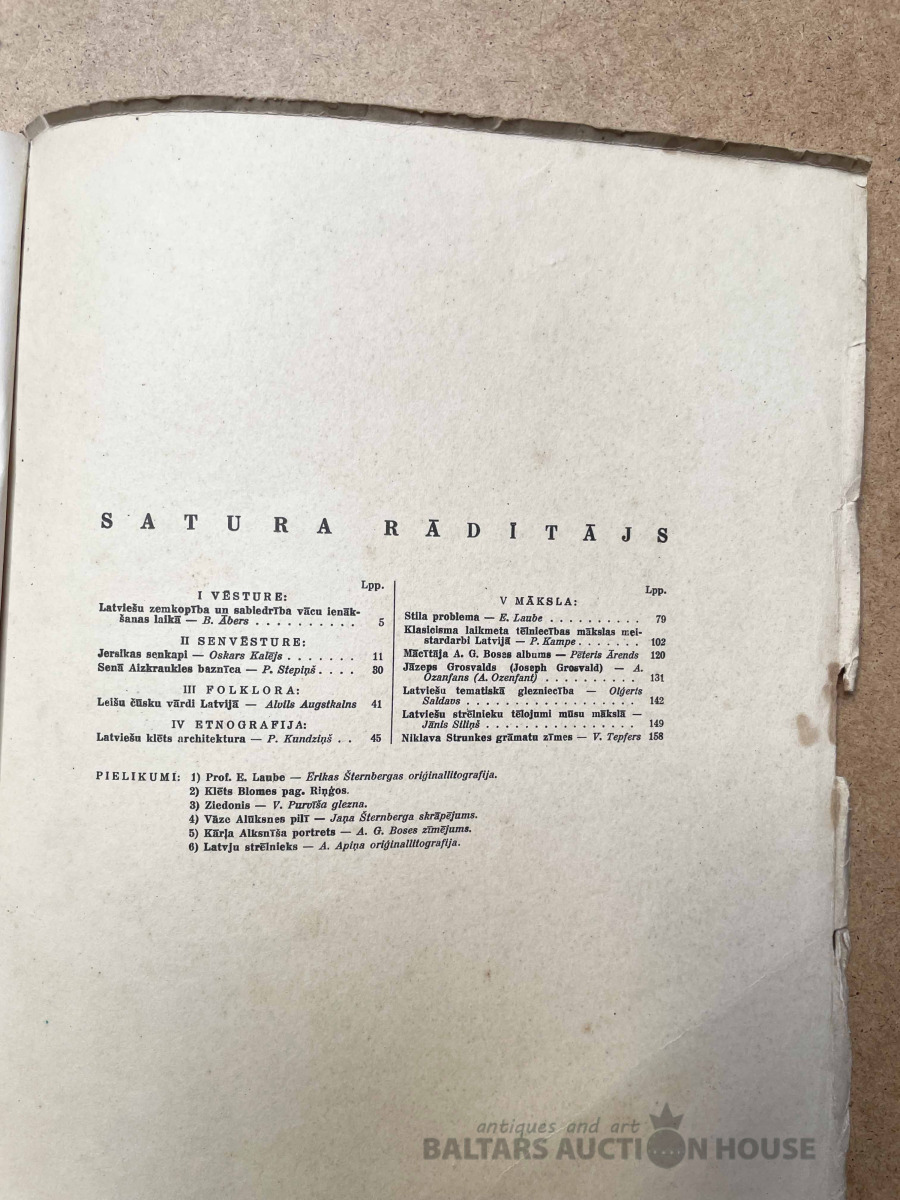 SATURA RĀDĪTĀJS
Lpp.
I VĒSTURE:
Latviešu zemkopība un sabiedrība vācu ienāk-
šanas laikā — B. Ābers . . . . . . . . . . 5
II SENVĒSTURE:
Jersikas senkapi — Oskars Kalējs . . . . . . . 11
Senā Aizkraukles baznīca — P. Stepiņš . . . . 30
III FOLKLORA:
Leišu čūsku vārdi Latvijā — Alvils Augstkalns 41
IV ETNOGRAFIJA:
Latviešu klēts architektura — P. Kundziņš . . 45
Lpp.
V MĀKSLA:
Stila problema — E. Laube . . . . . . . . . . 79
Klasicisma laikmeta tēlniecības mākslas mei-
stardarbi Latvijā — P. Kampe . . . . . . . 102
Mācītāja A. G. Boses albums — Pēteris Ārends 120
Jāzeps Grosvalds (Joseph Grosvald) — A.
Ozanfans (A. Ozenfant) . . . . . . . . . . 131
Latviešu tematiskā glezniecība — Oļģeris
Saldavs . . . . . . . . . . . . . . . . . . 142
Latviešu strēlnieku tēlojumi mūsu mākslā —
Jānis Siliņš . . . . . . . . . . . . . . . 149
Niklava Strunkes grāmatu zīmes — V. Tepfers 158
PIELIKUMI: 1) Prof. E. Laube — Erikas Šternbergas oriģinallitografija.
2) Klēts Blomes pag. Riņģos.
3) Ziedonis — V. Purvīša glezna.
4) Vāze Alūksnes pilī — Jaņa Šternberga skrāpējums.
5) Kārļa Alksnīša portrets — A. G. Boses zīmējums.
6) Latvju strēlnieks — A. Apiņa oriģinallitografija.
antiques and art
BALTARS AUCTION HOUSE